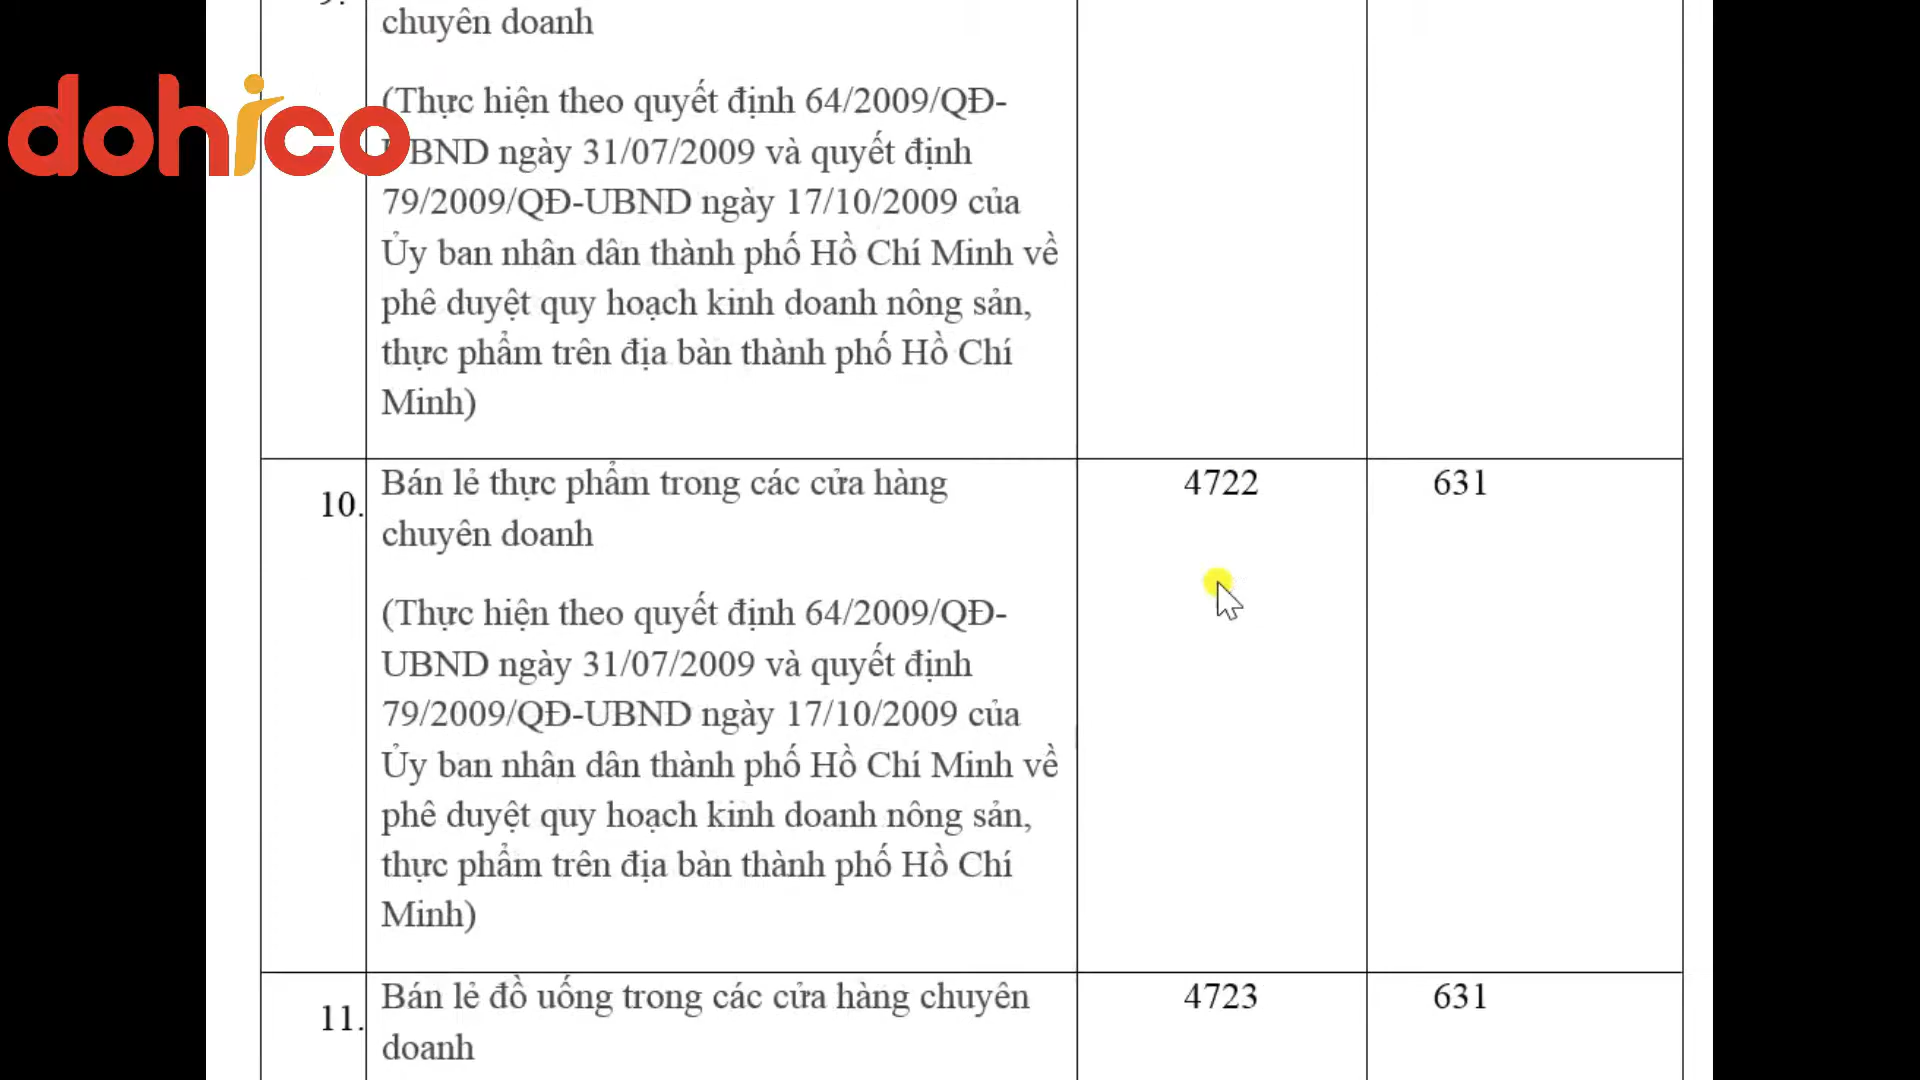 chuyên doanh
dohico
(Thực hiện theo quyết định 64/2009/QĐ-
UBND ngày 31/07/2009 và quyết định
79/2009/QĐ-UBND ngày 17/10/2009 của
Ủy ban nhân dân thành phố Hồ Chí Minh về
phê duyệt quy hoạch kinh doanh nông sản,
thực phẩm trên địa bàn thành phố Hồ Chí
Minh)
10. Bán lẻ thực phẩm trong các cửa hàng 4722 631
chuyên doanh
(Thực hiện theo quyết định 64/2009/QĐ-
UBND ngày 31/07/2009 và quyết định
79/2009/QĐ-UBND ngày 17/10/2009 của
Ủy ban nhân dân thành phố Hồ Chí Minh về
phê duyệt quy hoạch kinh doanh nông sản,
thực phẩm trên địa bàn thành phố Hồ Chí
Minh)
11. Bán lẻ đồ uống trong các cửa hàng chuyên 4723 631
doanh